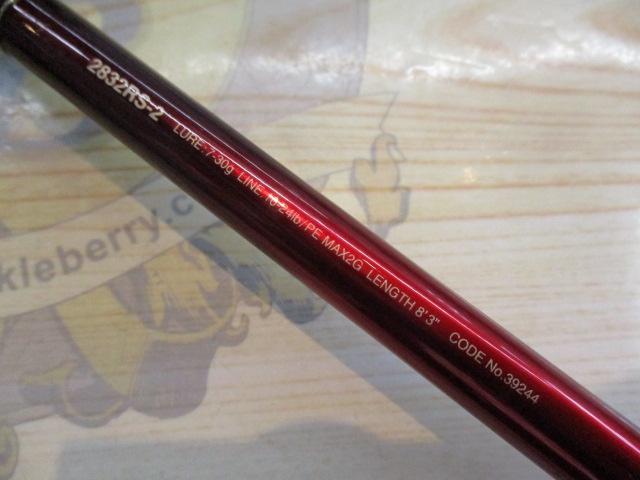 2832RS-2 LURE:7-30g LINE:10-24lb/PE MAX2G LENGTH 8'3" CODE No.39244
kleberry.c